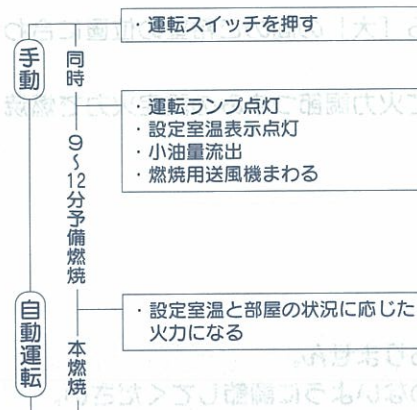 ・運転スイッチを押す
手動
同時
・運転ランプ点灯
・設定室温表示点灯
・小油量流出
・燃焼用送風機まわる
9〜12分予備燃焼
自動運転
・設定室温と部屋の状況に応じた
火力になる
本燃焼